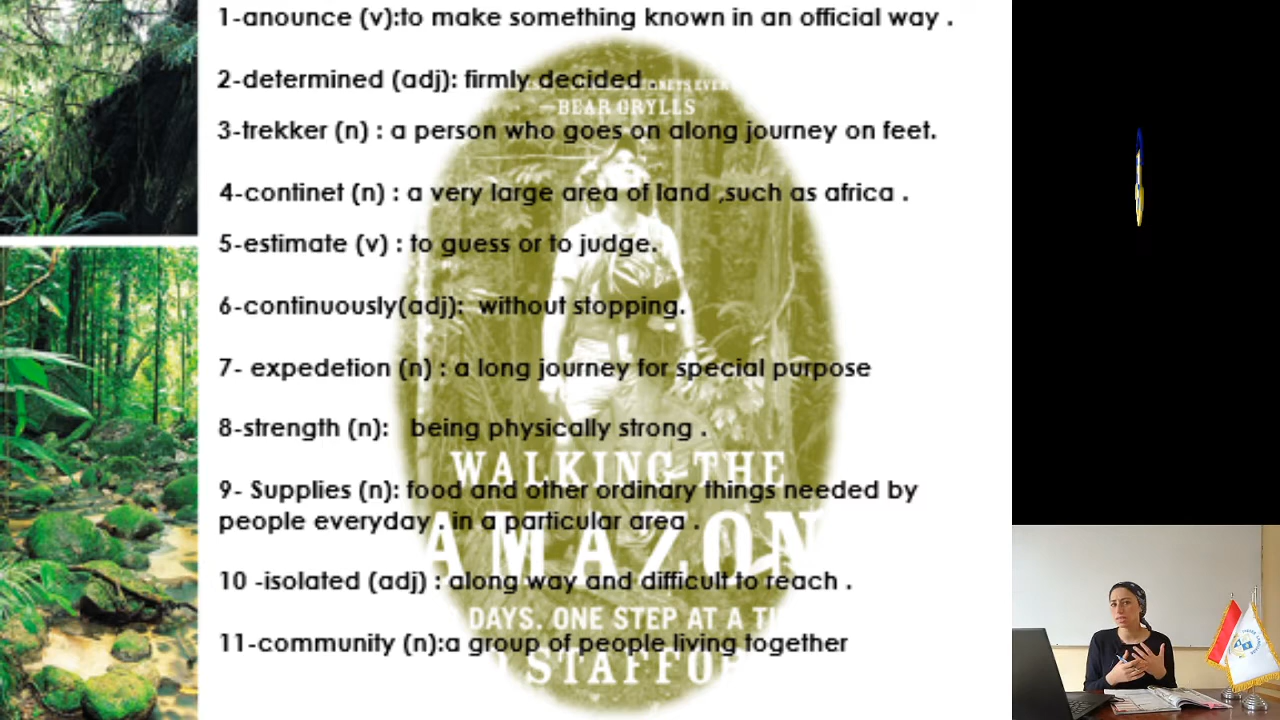 1-anounce (v):to make something known in an official way .
2-determined (adj): firmly decided
—BEAR GRYLLS
3-trekker (n) : a person who goes on along journey on feet.
4-continet (n) : a very large area of land ,such as africa .
5-estimate (v) : to guess or to judge.
6-continuously(adj): without stopping.
7- expedetion (n) : a long journey for special purpose
8-strength (n): being physically strong .
WALKING THE
9- Supplies (n): food and other ordinary things needed by
people everyday . in a particular area .
AMAZON
10 -isolated (adj) : along way and difficult to reach .
DAYS. ONE STEP AT A
11-community (n):a group of people living together